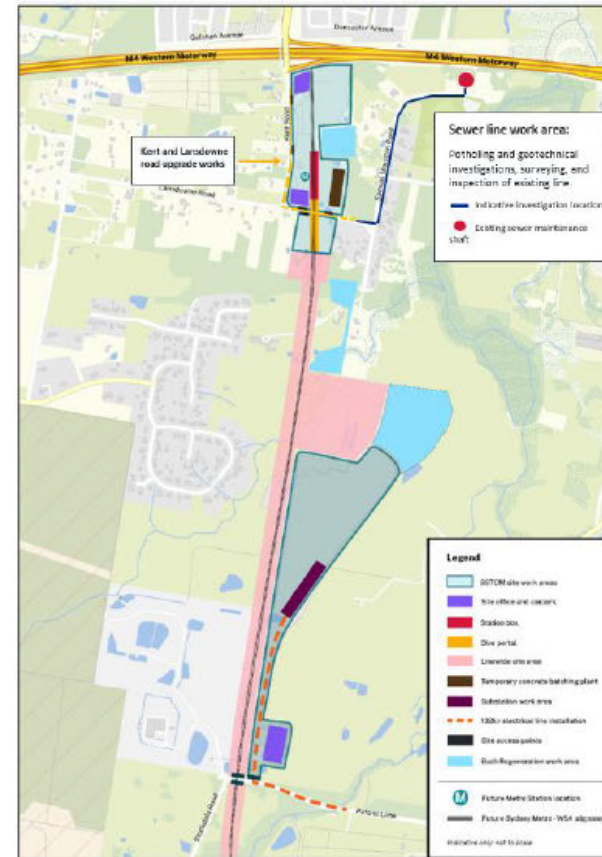 M4 Western Motorway
M4 Western Motorway
Kent Road
Kent and Lansdowne
road upgrade works
Lansdowne Road
Sewer line work area:
Potholing and geotechnical
investigations, surveying, and
inspection of existing line.
Indicative investigation location
Existing sewer maintenance
shaft
M
Legend
SSTOM site work areas
Site office and carpark
Station box
Dive portal
Linewide site area
Temporary concrete batching plant
Substation work area
132kv electrical line installation
Site access points
Bush Regeneration work area
M
Future Metro Station location
Future Sydney Metro - WSA alignment
Indicative only: not to scale
Patons Lane